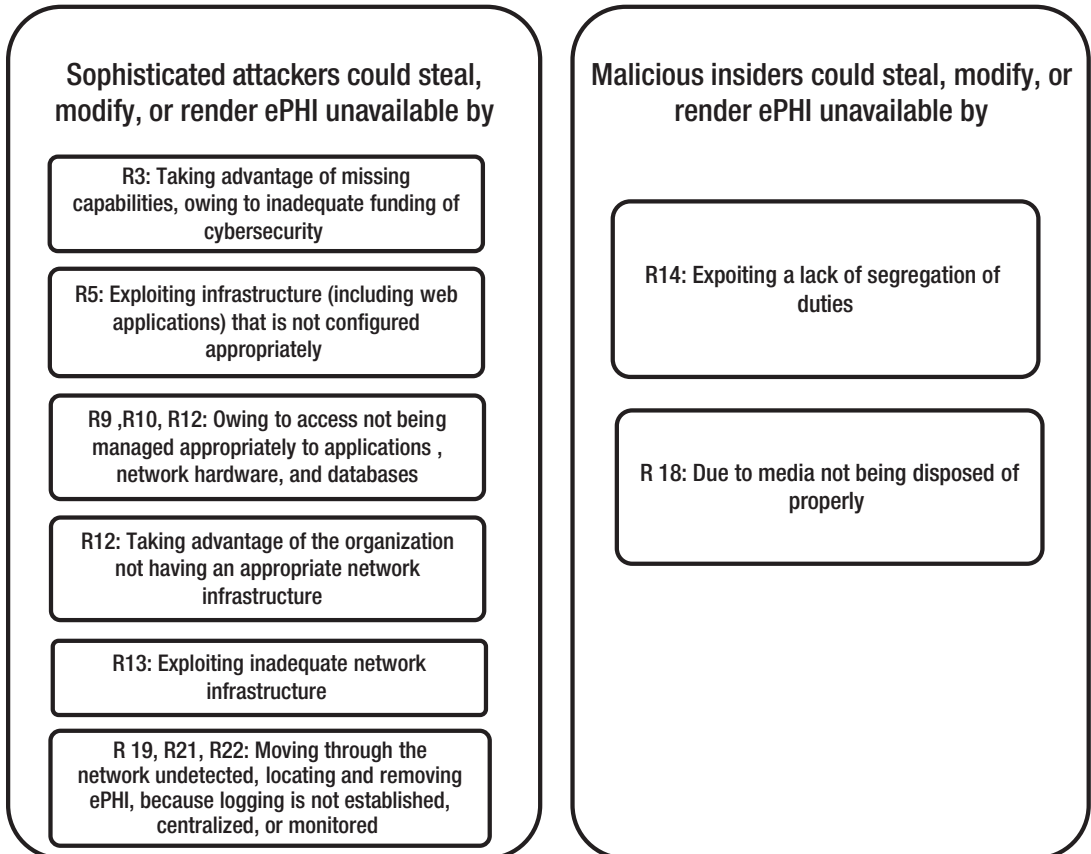 Sophisticated attackers could steal,
modify, or render ePHI unavailable by
R3: Taking advantage of missing
capabilities, owing to inadequate funding of
cybersecurity
R5: Exploiting infrastructure (including web
applications) that is not configured
appropriately
R9 ,R10, R12: Owing to access not being
managed appropriately to applications ,
network hardware, and databases
R12: Taking advantage of the organization
not having an appropriate network
infrastructure
R13: Exploiting inadequate network
infrastructure
R 19, R21, R22: Moving through the
network undetected, locating and removing
ePHI, because logging is not established,
centralized, or monitored
Malicious insiders could steal, modify, or
render ePHI unavailable by
R14: Expoiting a lack of segregation of
duties
R 18: Due to media not being disposed of
properly